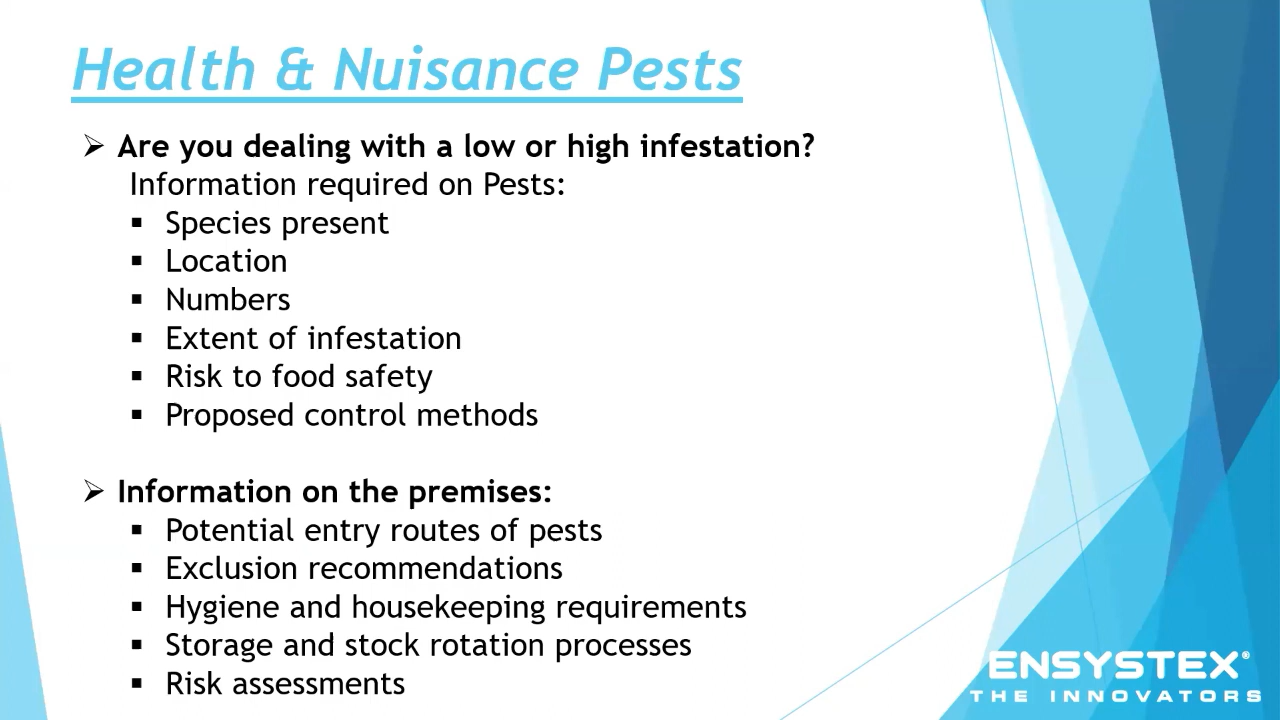 Health & Nuisance Pests
➢ Are you dealing with a low or high infestation?
Information required on Pests:
▪ Species present
▪ Location
▪ Numbers
▪ Extent of infestation
▪ Risk to food safety
▪ Proposed control methods
➢ Information on the premises:
▪ Potential entry routes of pests
▪ Exclusion recommendations
▪ Hygiene and housekeeping requirements
▪ Storage and stock rotation processes
▪ Risk assessments
ENSYSTEX®
THE INNOVATORS